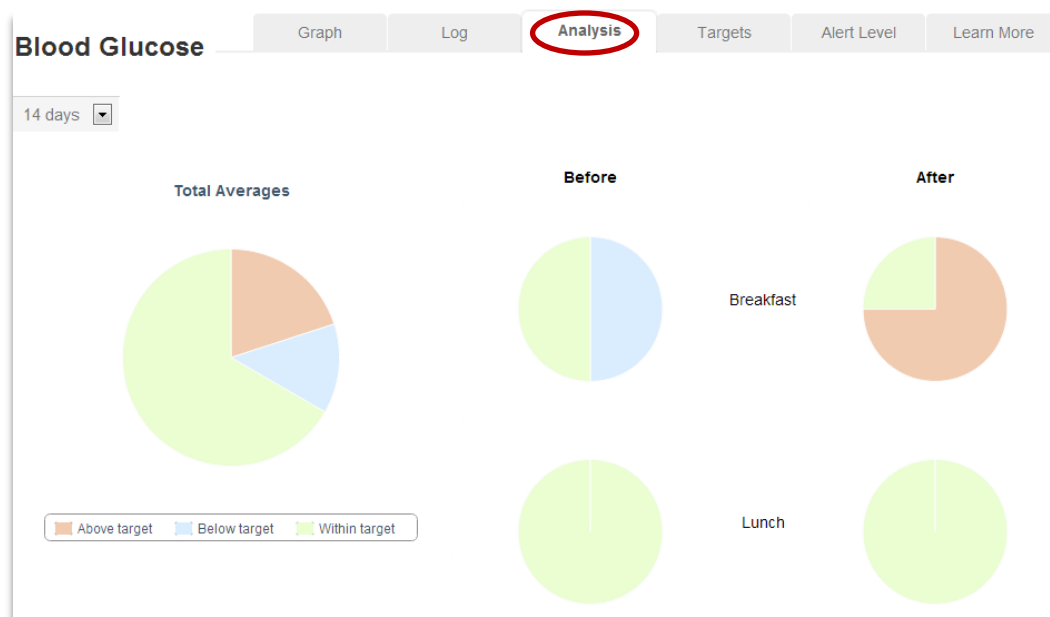 Blood Glucose
Graph
Log
Analysis
Targets
Alert Level
Learn More
14 days
Total Averages
Before
After
Breakfast
Above target
Below target
Within target
Lunch